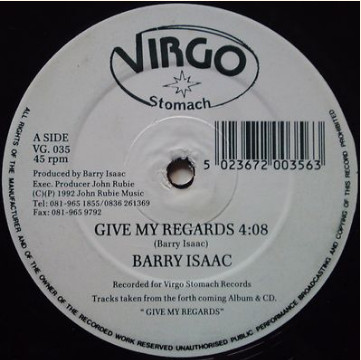 VIRGO
Stomach
A SIDE
VG. 035
45 rpm
Produced by Barry Isaac
Exec. Producer John Rubie
(C)(P) 1992 John Rubie Music
Tel: 081-965 1855/0836 261369
Fax: 081-965 9792
5 023672 003563
GIVE MY REGARDS 4:08
(Barry Isaac)
BARRY ISAAC
Recorded for Virgo Stomach Records
Tracks taken from the forth coming Album & CD.
" GIVE MY REGARDS"
ALL RIGHTS OF THE MANUFACTURER AND OF THE OWNER OF THE RECORDED WORK RESERVED UNAUTHORISED PUBLIC PERFORMANCE BROADCASTING AND COPYING OF THIS RECORD PROHIBITED